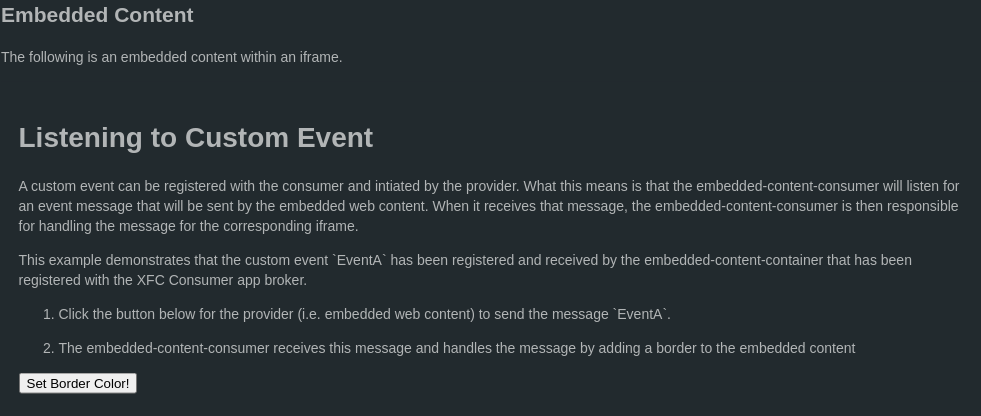 Embedded Content
The following is an embedded content within an iframe.
Listening to Custom Event
A custom event can be registered with the consumer and intiated by the provider. What this means is that the embedded-content-consumer will listen for
an event message that will be sent by the embedded web content. When it receives that message, the embedded-content-consumer is then responsible
for handling the message for the corresponding iframe.
This example demonstrates that the custom event `EventA` has been registered and received by the embedded-content-container that has been
registered with the XFC Consumer app broker.
1. Click the button below for the provider (i.e. embedded web content) to send the message `EventA`.
2. The embedded-content-consumer receives this message and handles the message by adding a border to the embedded content
Set Border Color!